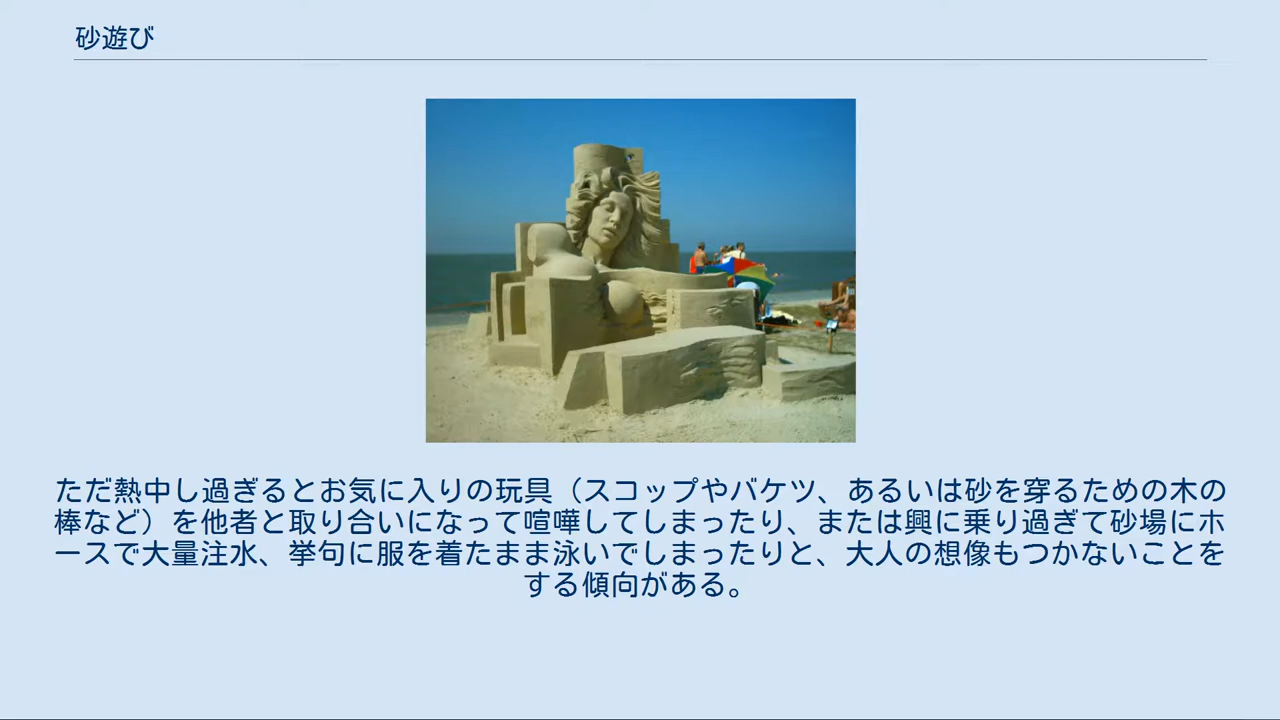 砂遊び
ただ熱中し過ぎるとお気に入りの玩具（スコップやバケツ、あるいは砂を穿るための木の
棒など）を他者と取り合いになって喧嘩してしまったり、または興に乗り過ぎて砂場にホ
ースで大量注水、挙句に服を着たまま泳いでしまったりと、大人の想像もつかないことを
する傾向がある。